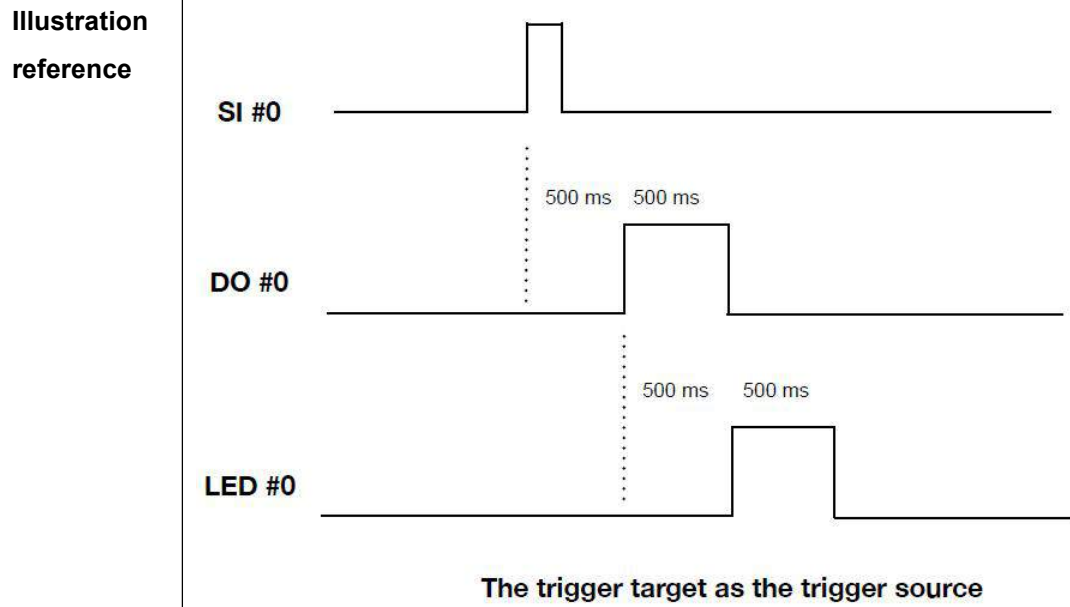 Illustration
reference
SI #0
500 ms 500 ms
DO #0
500 ms 500 ms
LED #0
The trigger target as the trigger source